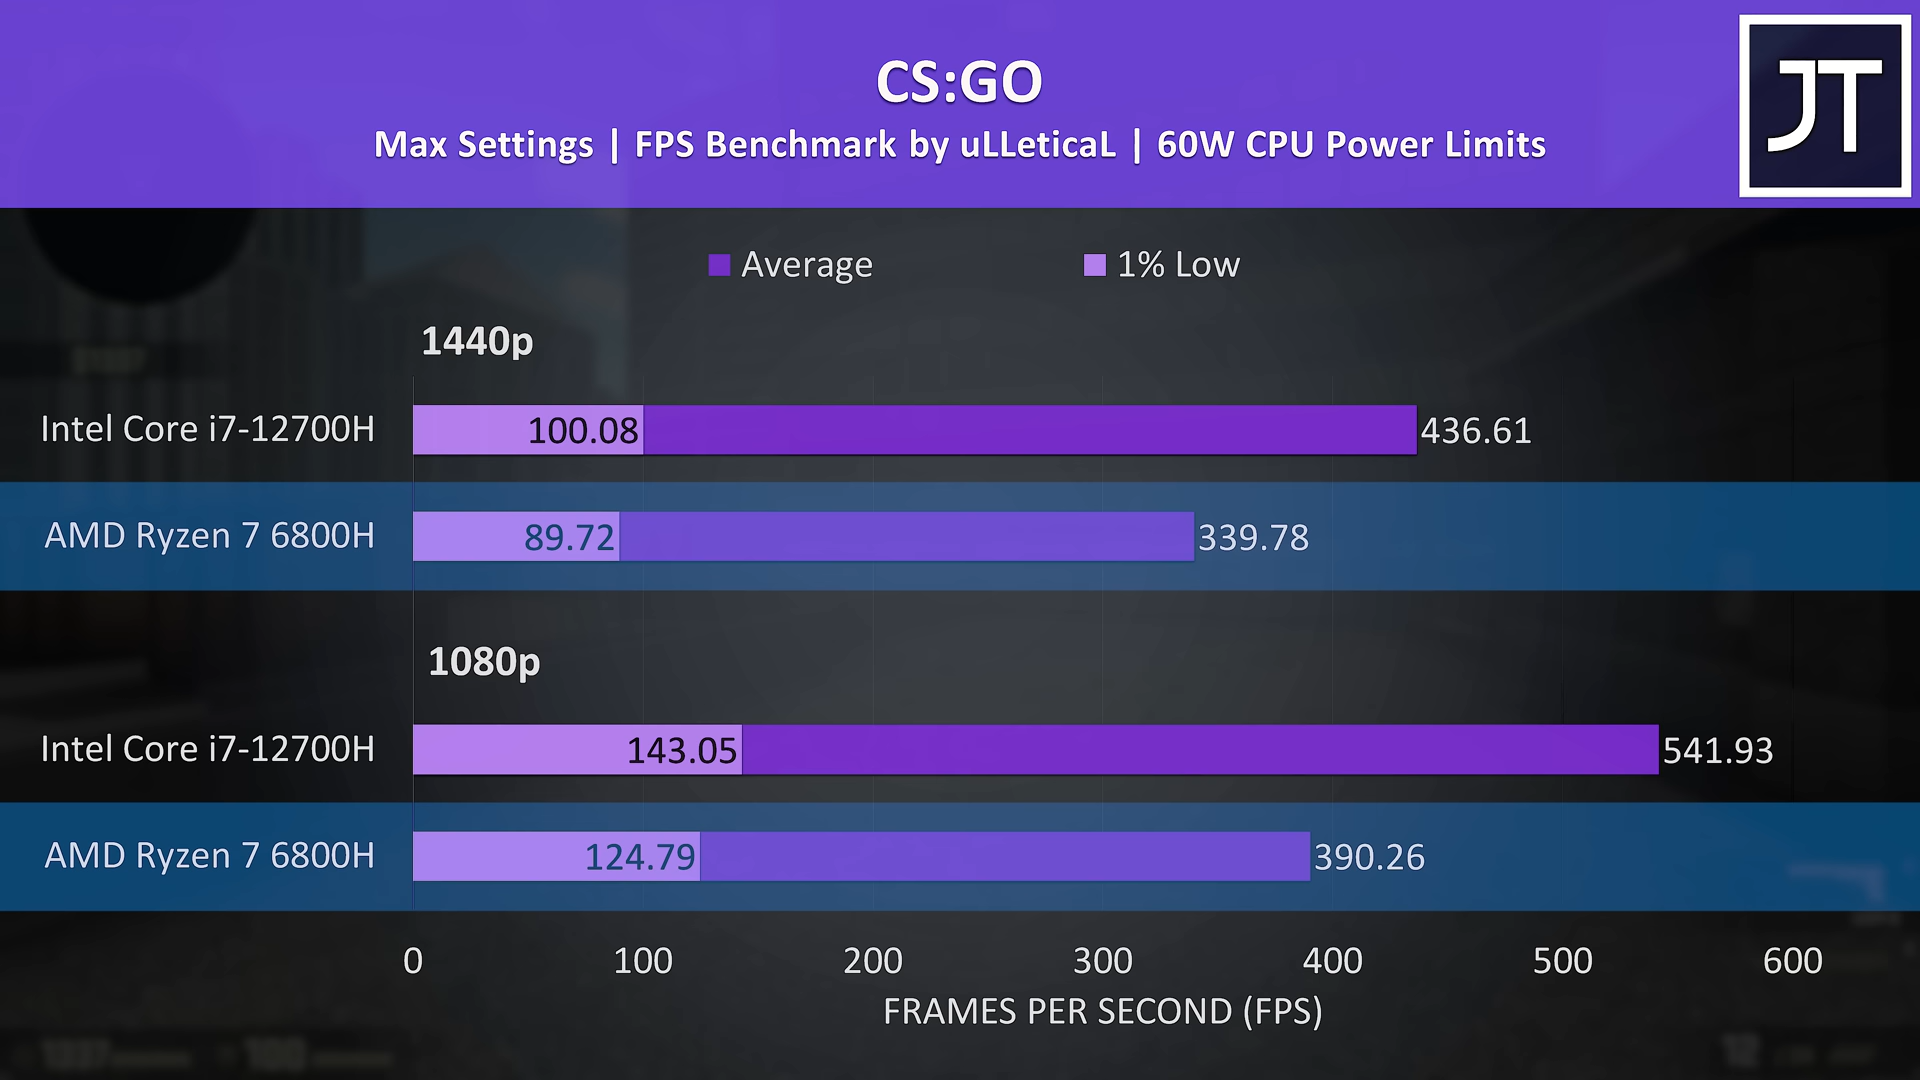 CS:GO
JT
Max Settings | FPS Benchmark by uLLeticaL | 60W CPU Power Limits
Average 1% Low
1440p
Intel Core i7-12700H 100.08 436.61
AMD Ryzen 7 6800H 89.72 339.78
1080p
Intel Core i7-12700H 143.05 541.93
AMD Ryzen 7 6800H 124.79 390.26
0 100 200 300 400 500 600
FRAMES PER SECOND (FPS)